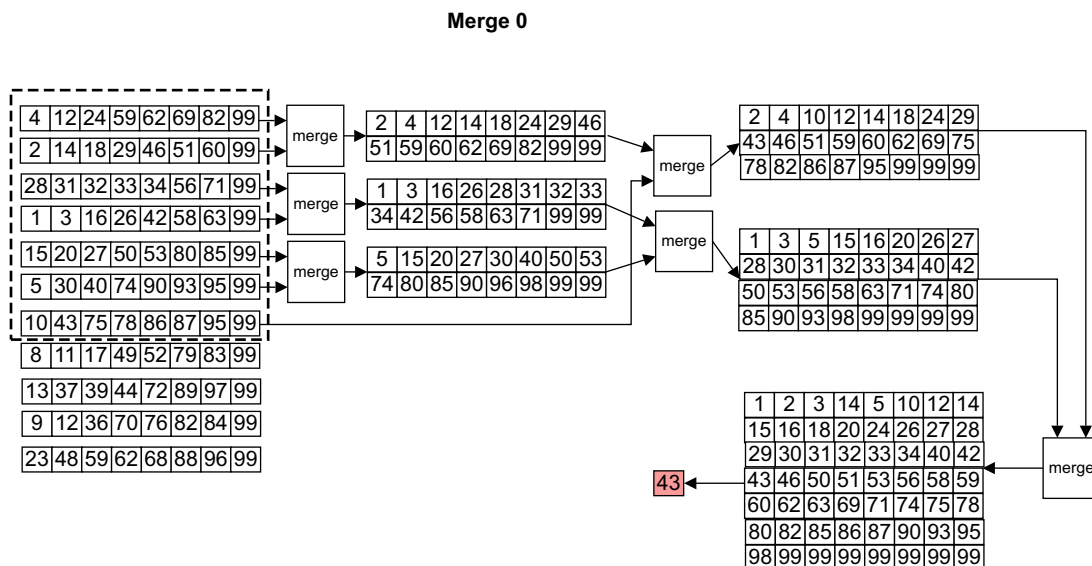 Merge 0
4 12 24 59 62 69 82 99
2 14 18 29 46 51 60 99
28 31 32 33 34 56 71 99
1 3 16 26 42 58 63 99
15 20 27 50 53 80 85 99
5 30 40 74 90 93 95 99
10 43 75 78 86 87 95 99
8 11 17 49 52 79 83 99
13 37 39 44 72 89 97 99
9 12 36 70 76 82 84 99
23 48 59 62 68 88 96 99
merge
merge
merge
2 4 12 14 18 24 29 46
51 59 60 62 69 82 99 99
1 3 16 26 28 31 32 33
34 42 56 58 63 71 99 99
5 15 20 27 30 40 50 53
74 80 85 90 96 98 99 99
merge
merge
2 4 10 12 14 18 24 29
43 46 51 59 60 62 69 75
78 82 86 87 95 99 99 99
1 3 5 15 16 20 26 27
28 30 31 32 33 34 40 42
50 53 56 58 63 71 74 80
85 90 93 98 99 99 99 99
merge
1 2 3 14 5 10 12 14
15 16 18 20 24 26 27 28
29 30 31 32 33 34 40 42
43 46 50 51 53 56 58 59
60 62 63 69 71 74 75 78
80 82 85 86 87 90 93 95
98 99 99 99 99 99 99 99
43